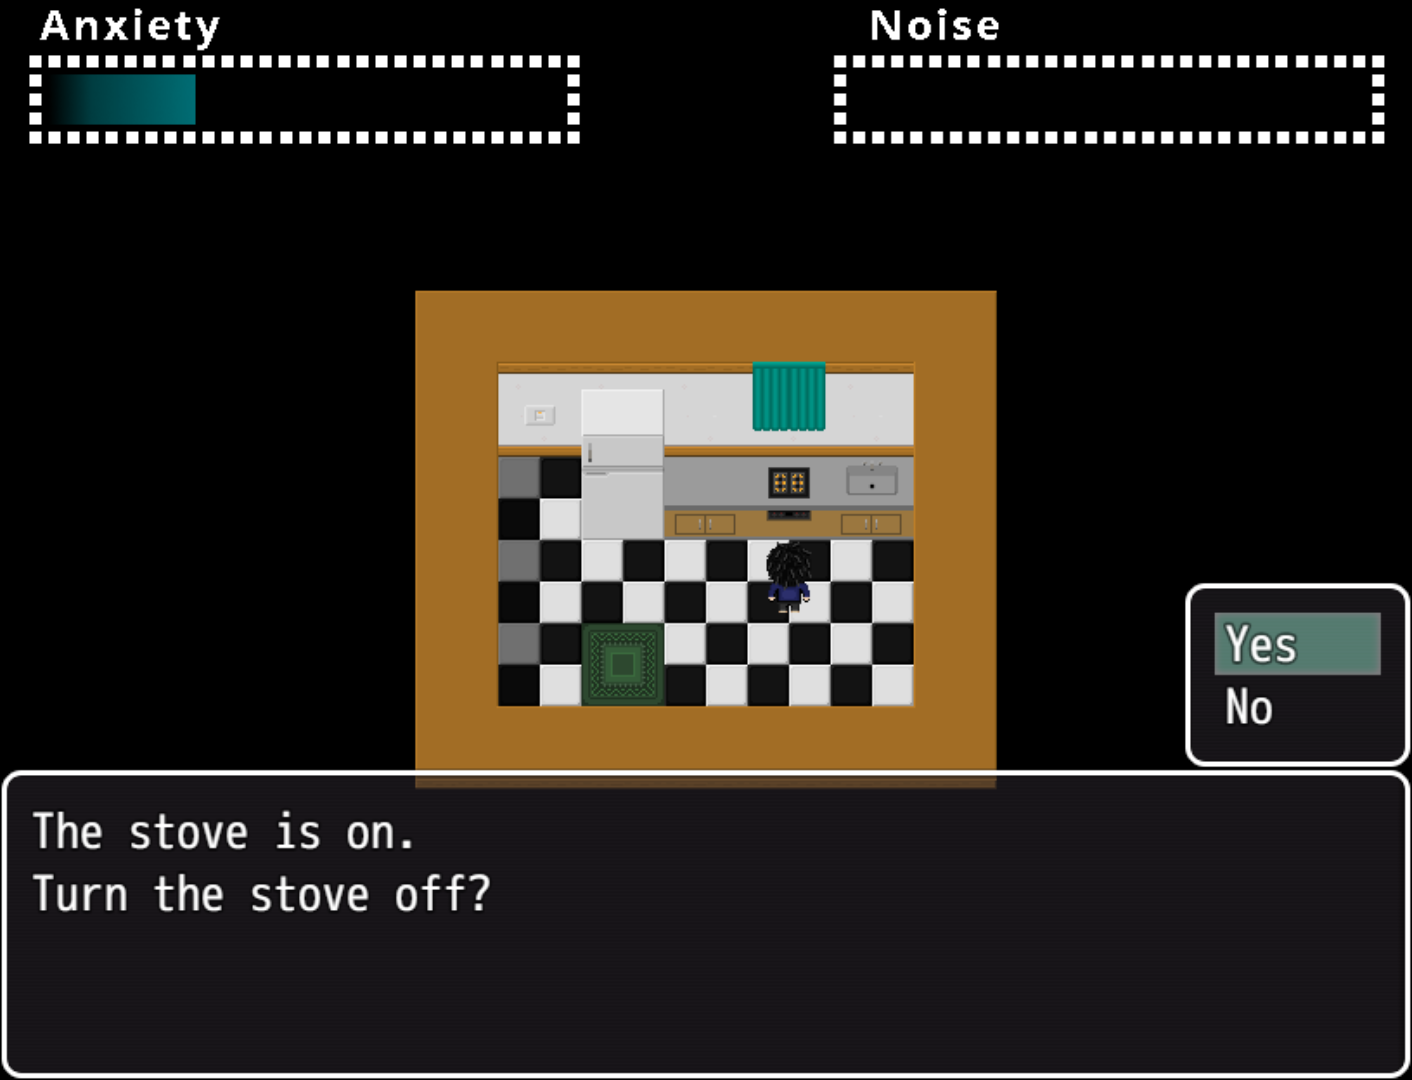 Anxiety
Noise
Yes
No
The stove is on.
Turn the stove off?